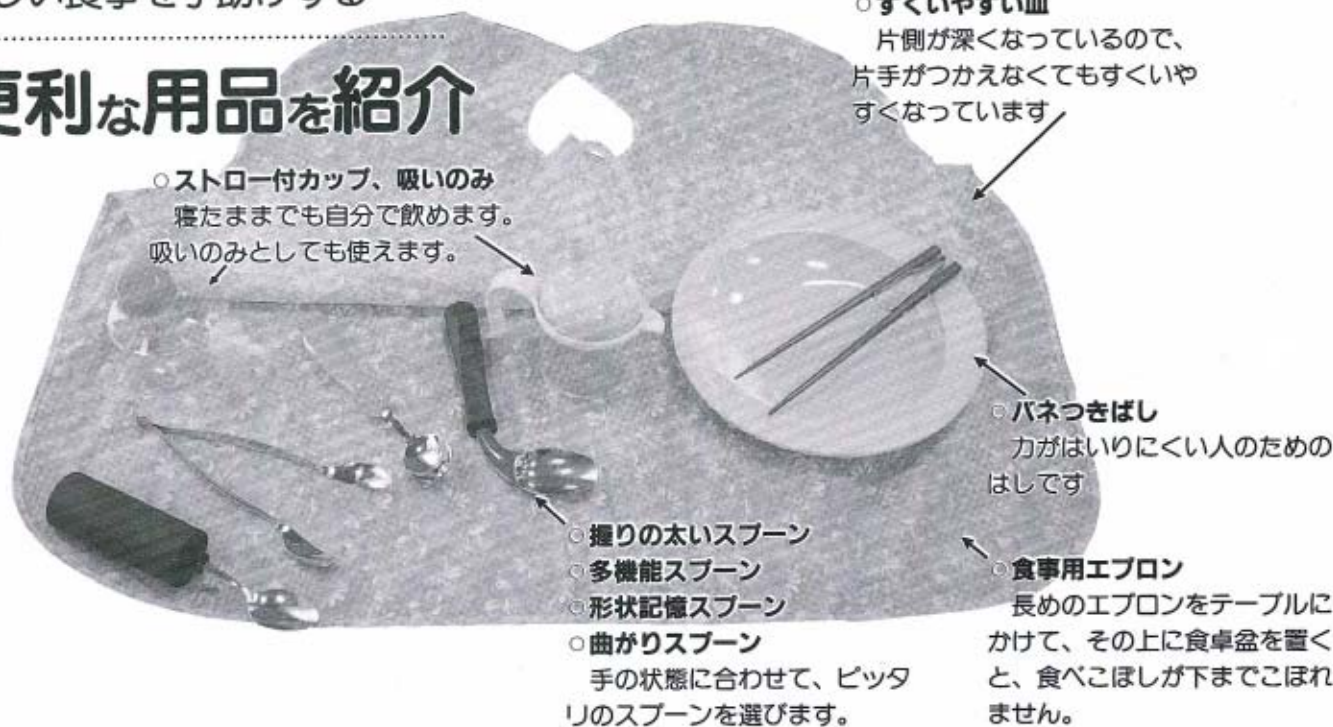 しい食事を手助けする
便利な用品を紹介
○ストロー付カップ、吸いのみ
寝たままでも自分で飲めます。
吸いのみとしても使えます。
○すくいやすい皿
片側が深くなっているので、
片手がつかえなくてもすくいや
すくなっています
○バネつきばし
力がはいりにくい人のための
はしです
○握りの太いスプーン
○多機能スプーン
○形状記憶スプーン
○曲がりスプーン
手の状態に合わせて、ピッタ
リのスプーンを選びます。
○食事用エプロン
長めのエプロンをテーブルに
かけて、その上に食卓盆を置く
と、食べこぼしが下までこぼれ
ません。